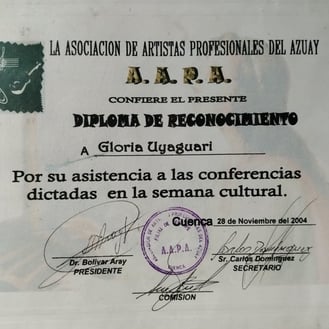 LA ASOCIACION DE ARTISTAS PROFESIONALES DEL AZUAY
A.A.P.A.
CONFIERE EL PRESENTE
DIPLOMA DE RECONOCIMIENTO
A Gloria Uyaguari
Por su asistencia a las conferencias
dictadas en la semana cultural.
Cuenca 28 de Noviembre del 2004
A.A.P.A.
CUENCA
Dr. Bolivar Aray
PRESIDENTE
Sr. Carlos Dominguez
SECRETARIO
COMISION